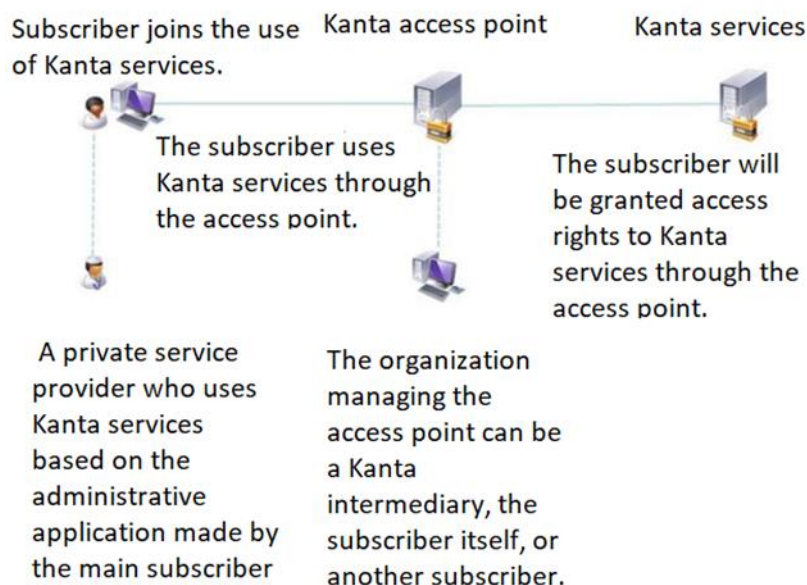 Subscriber joins the use
of Kanta services.
Kanta access point
Kanta services
The subscriber uses
Kanta services through
the access point.
The subscriber will
be granted access
rights to Kanta
services through the
access point.
A private service
provider who uses
Kanta services
based on the
administrative
application made by
the main subscriber
The organization
managing the
access point can be
a Kanta
intermediary, the
subscriber itself, or
another subscriber.